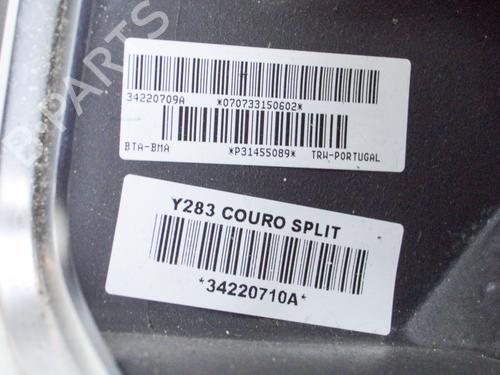 34220709A *070733150602*
BTA-BMA *P31455089* TRW-PORTUGAL
Y283 COURO SPLIT
*34220710A*
B-PARTS